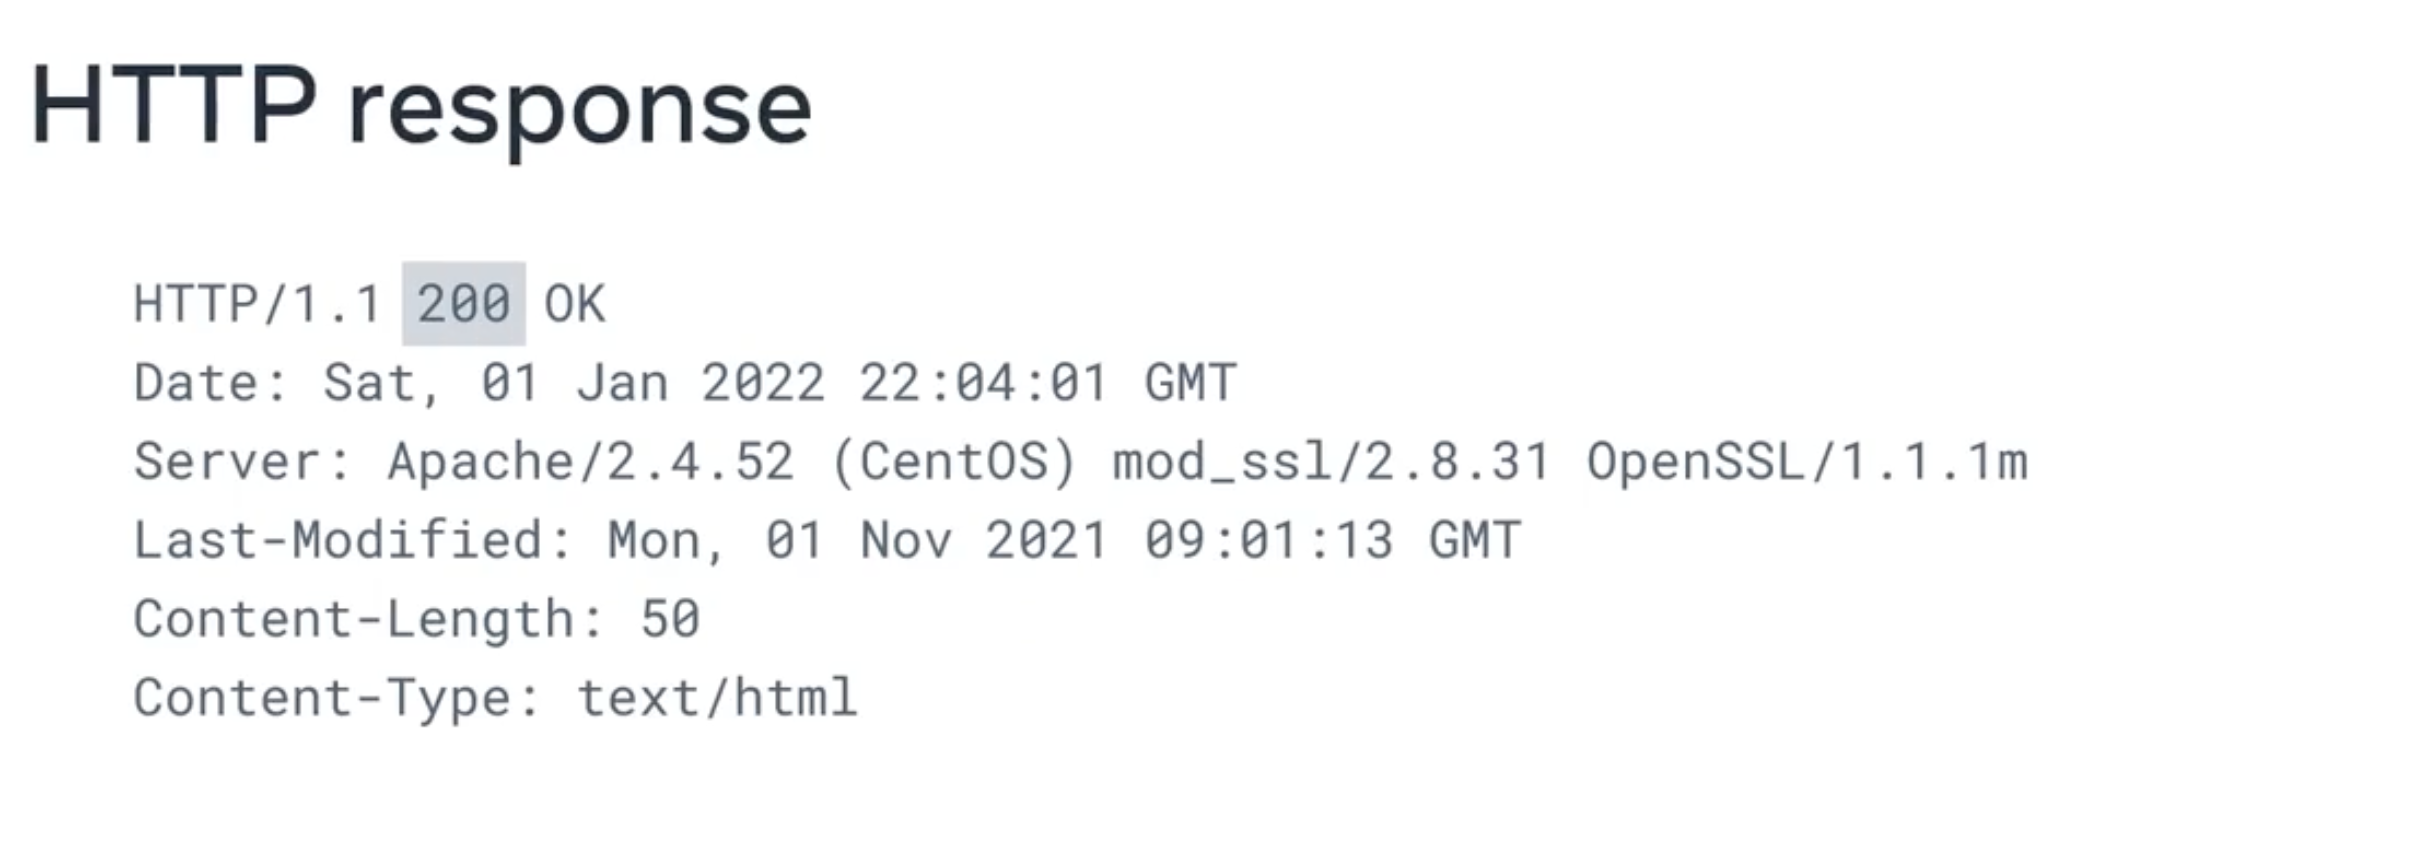 HTTP response
HTTP/1.1 200 OK
Date: Sat, 01 Jan 2022 22:04:01 GMT
Server: Apache/2.4.52 (CentOS) mod_ssl/2.8.31 OpenSSL/1.1.1m
Last-Modified: Mon, 01 Nov 2021 09:01:13 GMT
Content-Length: 50
Content-Type: text/html